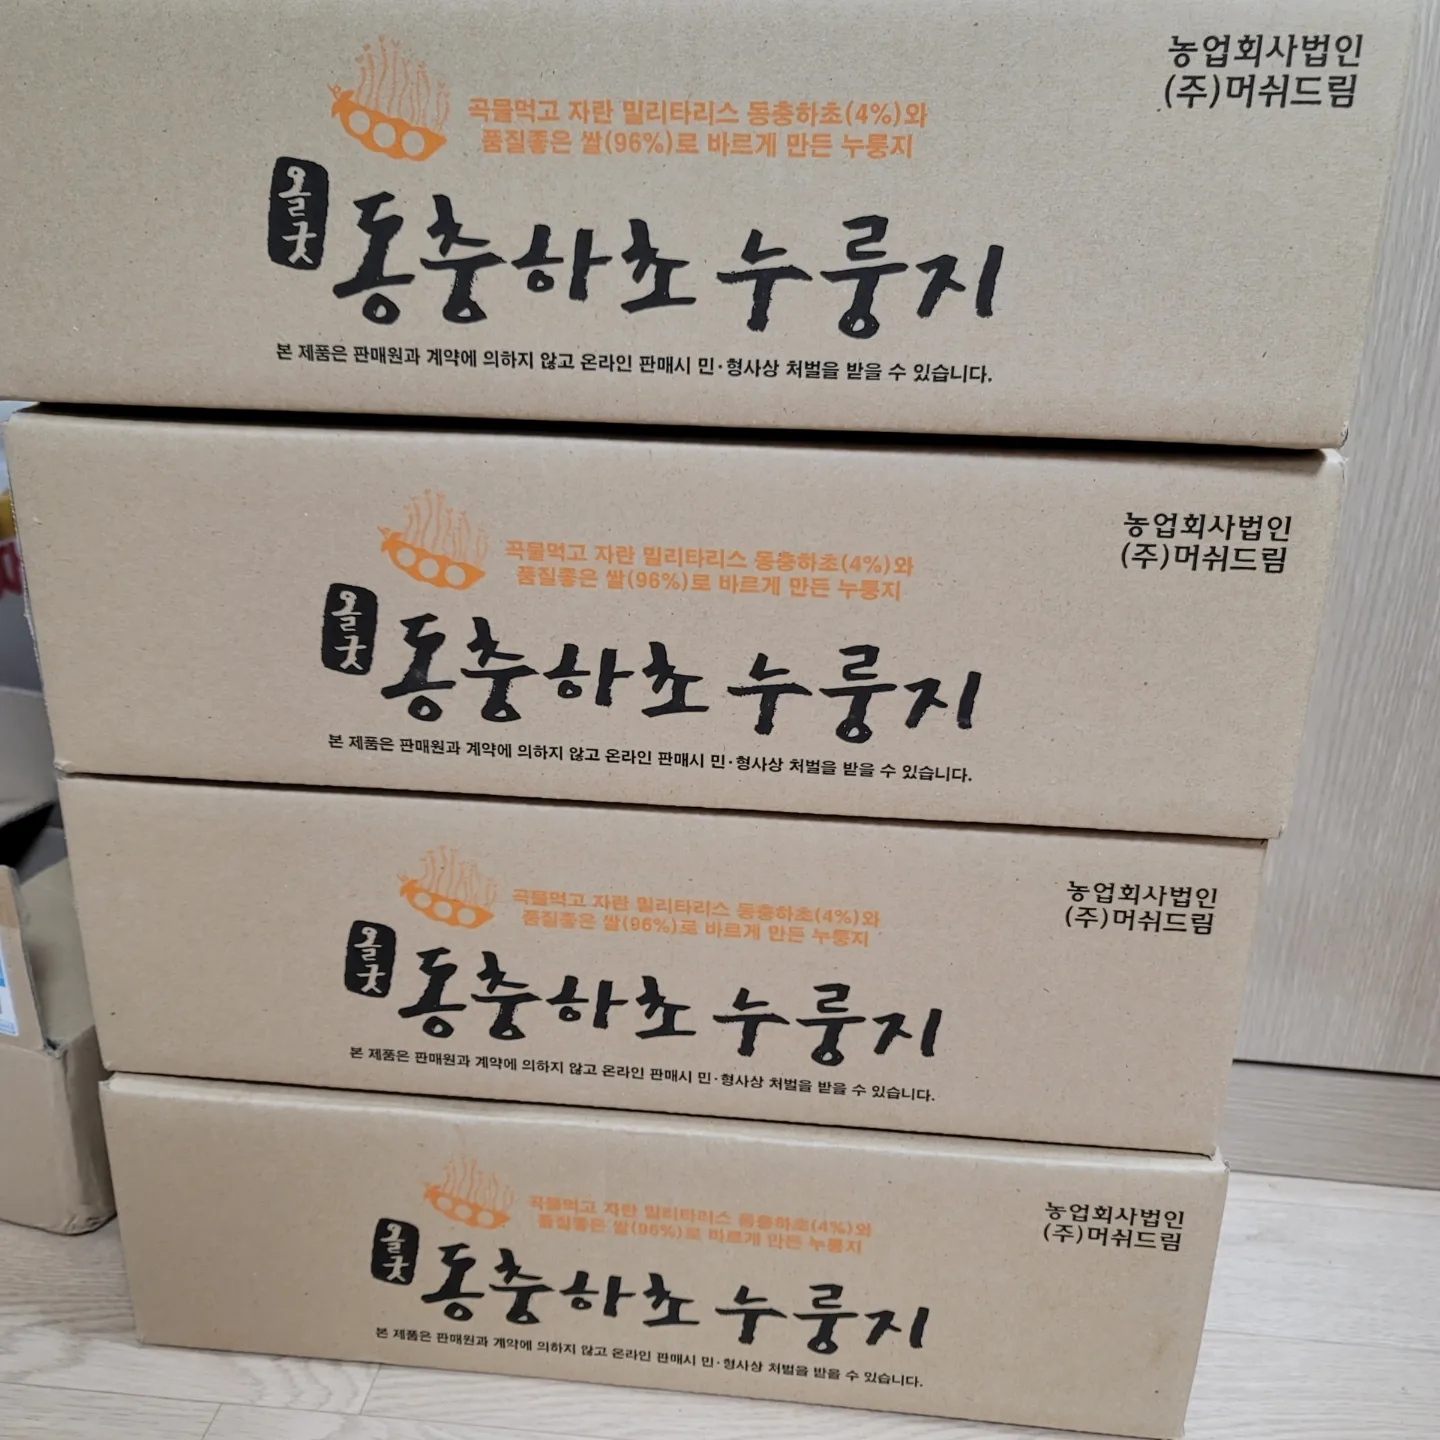 농업회사법인
(주)머쉬드림
곡물먹고 자란 밀리타리스 동충하초(4%)와
품질좋은 쌀(96%)로 바르게 만든 누룽지
올굿
동충하초 누룽지
본 제품은 판매원과 계약에 의하지 않고 온라인 판매시 민·형사상 처벌을 받을 수 있습니다.
농업회사법인
(주)머쉬드림
곡물먹고 자란 밀리타리스 동충하초(4%)와
품질좋은 쌀(96%)로 바르게 만든 누룽지
올굿
동충하초 누룽지
본 제품은 판매원과 계약에 의하지 않고 온라인 판매시 민·형사상 처벌을 받을 수 있습니다.
농업회사법인
(주)머쉬드림
곡물먹고 자란 밀리타리스 동충하초(4%)와
품질좋은 쌀(96%)로 바르게 만든 누룽지
올굿
동충하초 누룽지
본 제품은 판매원과 계약에 의하지 않고 온라인 판매시 민·형사상 처벌을 받을 수 있습니다.
농업회사법인
(주)머쉬드림
곡물먹고 자란 밀리타리스 동충하초(4%)와
품질좋은 쌀(96%)로 바르게 만든 누룽지
올굿
동충하초 누룽지
본 제품은 판매원과 계약에 의하지 않고 온라인 판매시 민·형사상 처벌을 받을 수 있습니다.